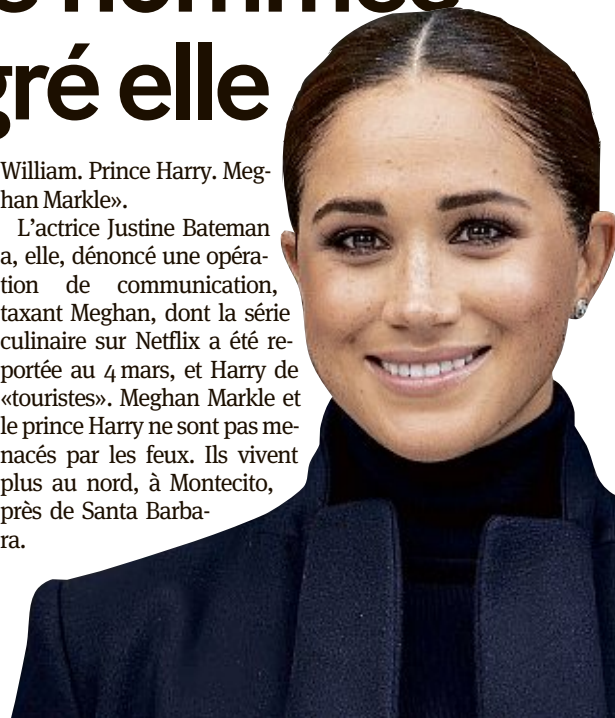 gré elle
William. Prince Harry. Meg-
han Markle».
L’actrice Justine Bateman
a, elle, dénoncé une opéra-
tion de communication,
taxant Meghan, dont la série
culinaire sur Netflix a été re-
portée au 4 mars, et Harry de
«touristes». Meghan Markle et
le prince Harry ne sont pas me-
nacés par les feux. Ils vivent
plus au nord, à Montecito,
près de Santa Barba-
ra.